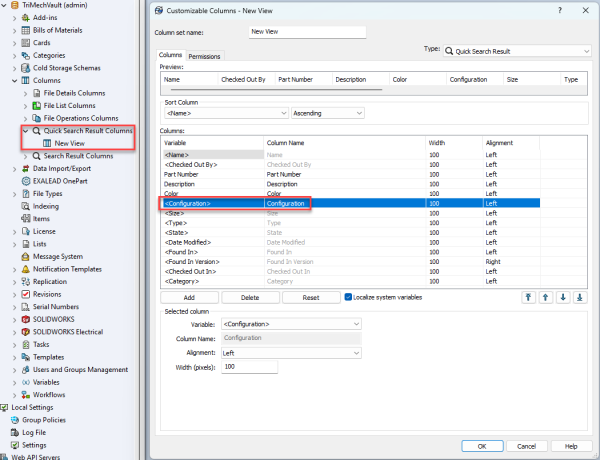 TriMechVault (admin)
Add-ins
Bills of Materials
Cards
Categories
Cold Storage Schemas
Columns
File Details Columns
File List Columns
File Operations Columns
Quick Search Result Columns
New View
Search Result Columns
Data Import/Export
EXALEAD OnePart
File Types
Indexing
Items
License
Lists
Message System
Notification Templates
Replication
Revisions
Serial Numbers
SOLIDWORKS
SOLIDWORKS Electrical
Tasks
Templates
Users and Groups Management
Variables
Workflows
Local Settings
Group Policies
Log File
Settings
Web API Servers
Customizable Columns - New View
Column set name: New View
Type: Quick Search Result
Columns Permissions
Preview:
Name Checked Out By Part Number Description Color Configuration Size Type
Sort Column
<Name> Ascending
Columns:
Variable Column Name Width Alignment
<Name> Name 100 Left
<Checked Out By> Checked Out By 100 Left
Part Number Part Number 100 Left
Description Description 100 Left
Color Color 100 Left
<Configuration> Configuration 100 Left
<Size> Size 100 Left
<Type> Type 100 Left
<State> State 100 Left
<Date Modified> Date Modified 100 Left
<Found In> Found In 100 Left
<Found In Version> Found In Version 100 Right
<Checked Out In> Checked Out In 100 Left
<Category> Category 100 Left
Add Delete Reset Localize system variables
Selected column
Variable: <Configuration>
Column Name: Configuration
Alignment: Left
Width (pixels): 100
OK Cancel Help